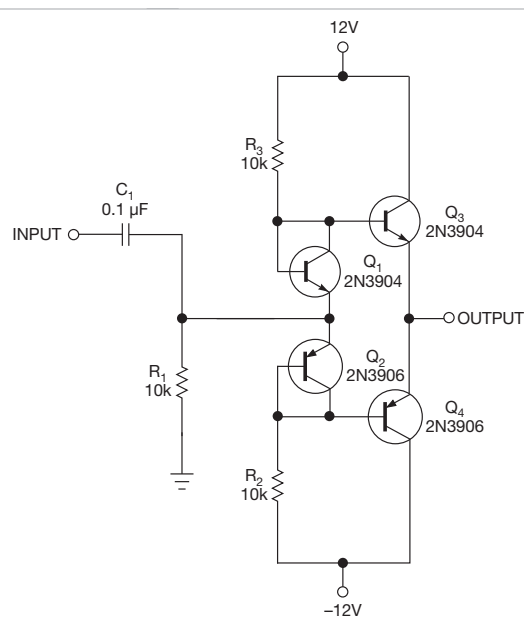 12V
R3
10k
C1
0.1 µF
INPUT
Q3
2N3904
Q1
2N3904
OUTPUT
Q2
2N3906
R1
10k
Q4
2N3906
R2
10k
–12V